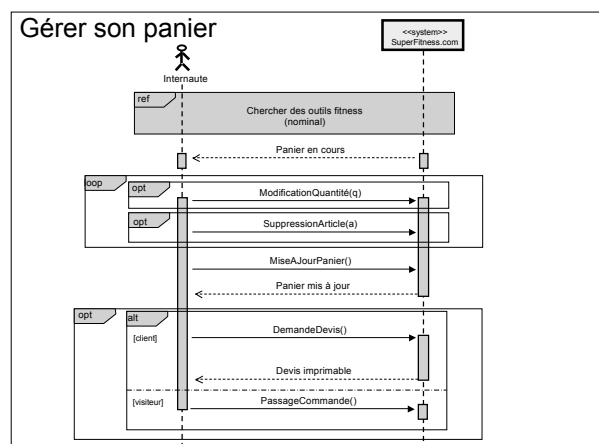 Gérer son panier
<<system>>
SuperFitness.com
Internaute
ref
Chercher des outils fitness
(nominal)
Panier en cours
loop
opt
ModificationQuantité(q)
opt
SuppressionArticle(a)
MiseAJourPanier()
Panier mis à jour
opt
alt
DemandeDevis()
[client]
Devis imprimable
[visiteur]
PassageCommande()